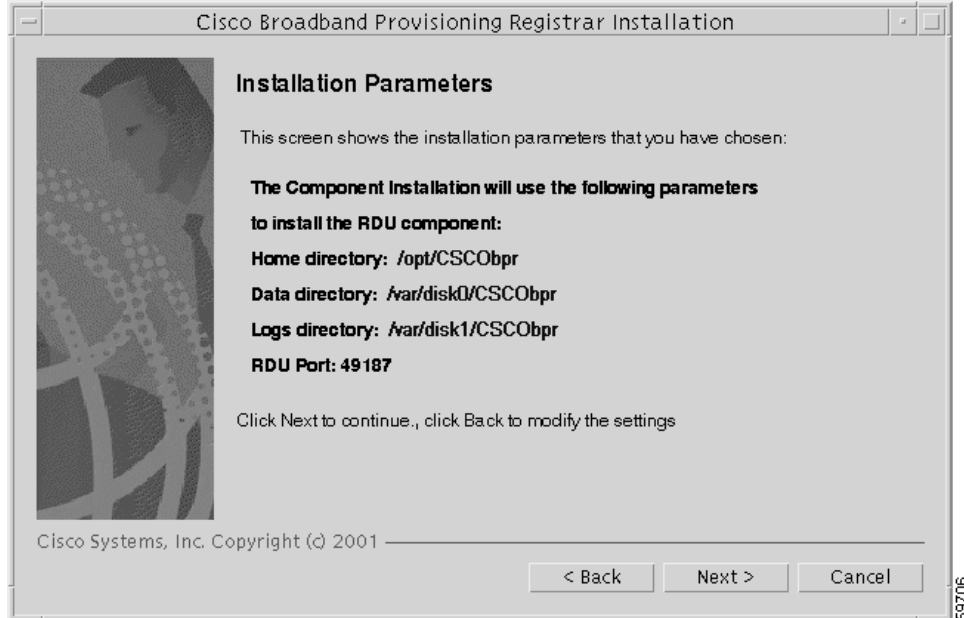 Cisco Broadband Provisioning Registrar Installation
Installation Parameters
This screen shows the installation parameters that you have chosen:
The Component Installation will use the following parameters
to install the RDU component:
Home directory: /opt/CSCObpr
Data directory: /var/disk0/CSCObpr
Logs directory: /var/disk1/CSCObpr
RDU Port: 49187
Click Next to continue., click Back to modify the settings
Cisco Systems, Inc. Copyright (c) 2001
< Back Next > Cancel
59706